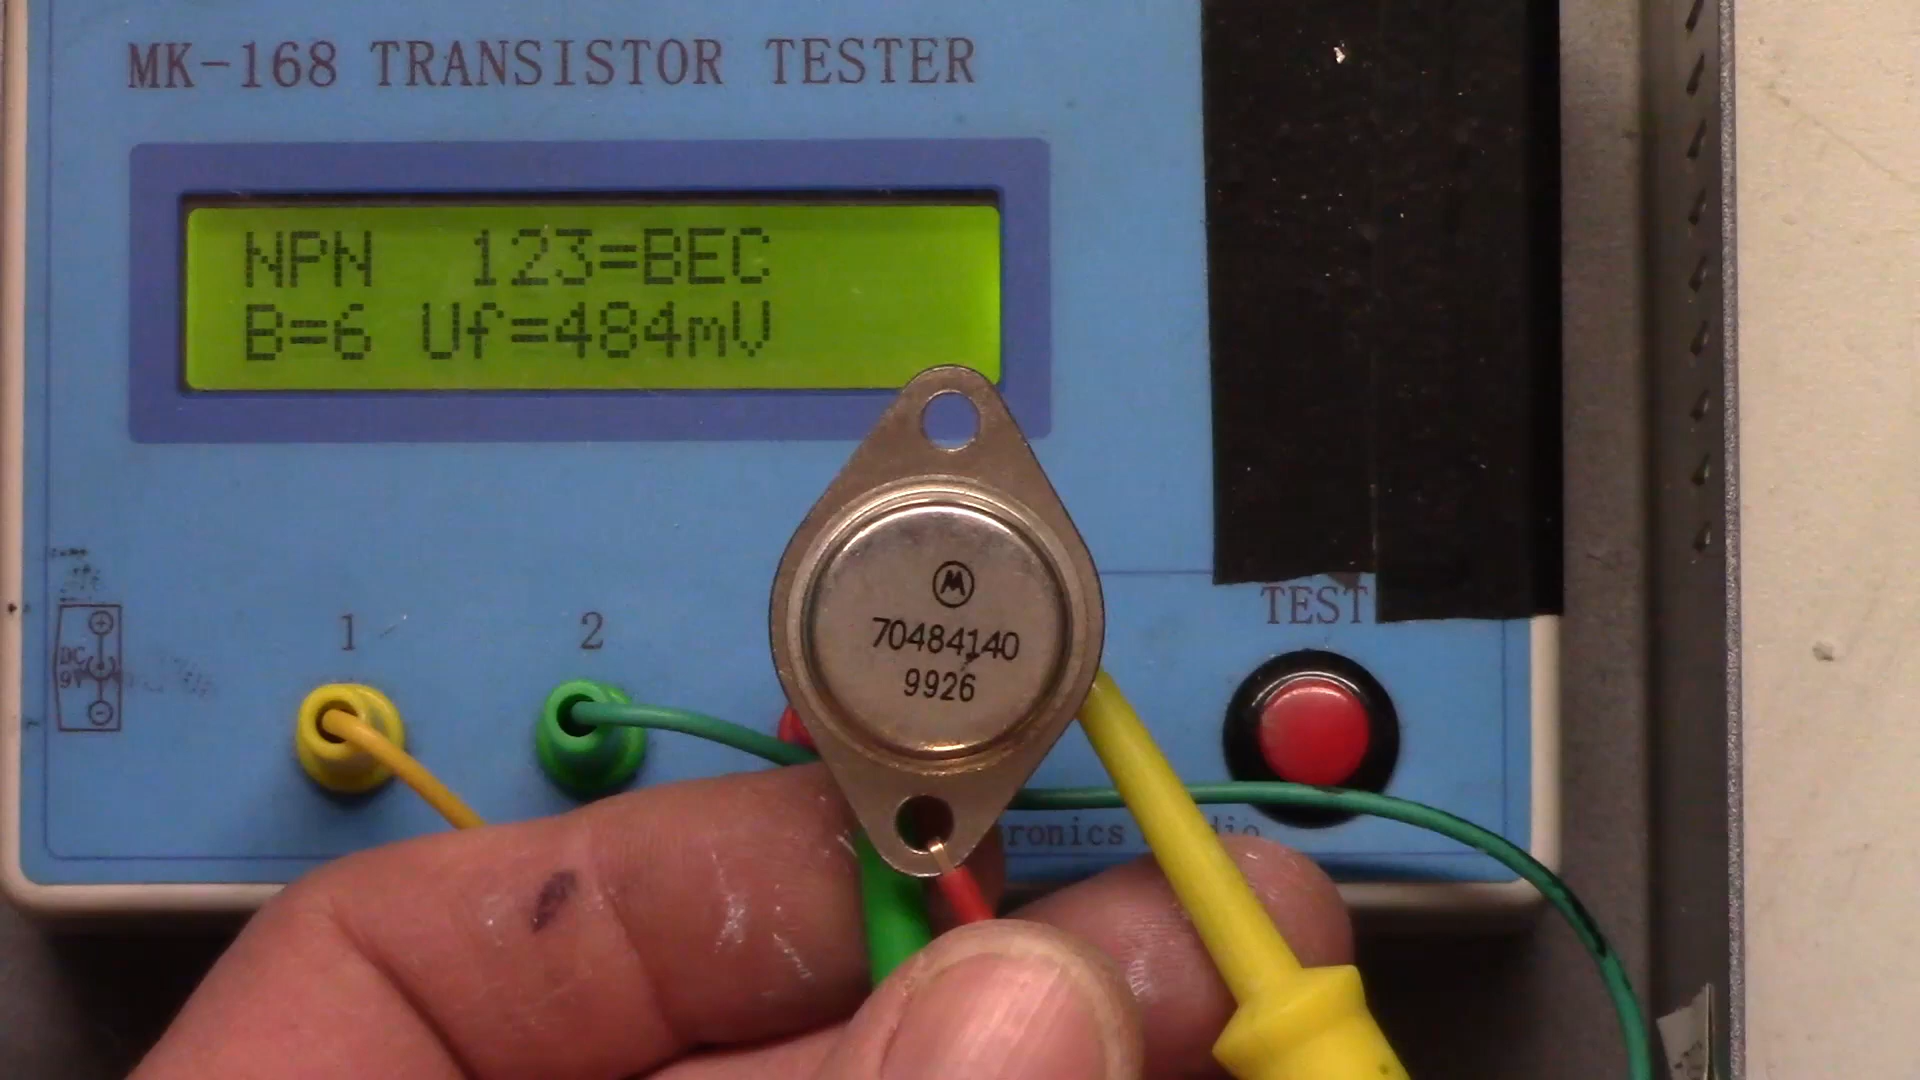 MK-168 TRANSISTOR TESTER
NPN 123=BEC
B=6 Uf=484mV
M
70484140
9926
TEST
1
2
DC
9V